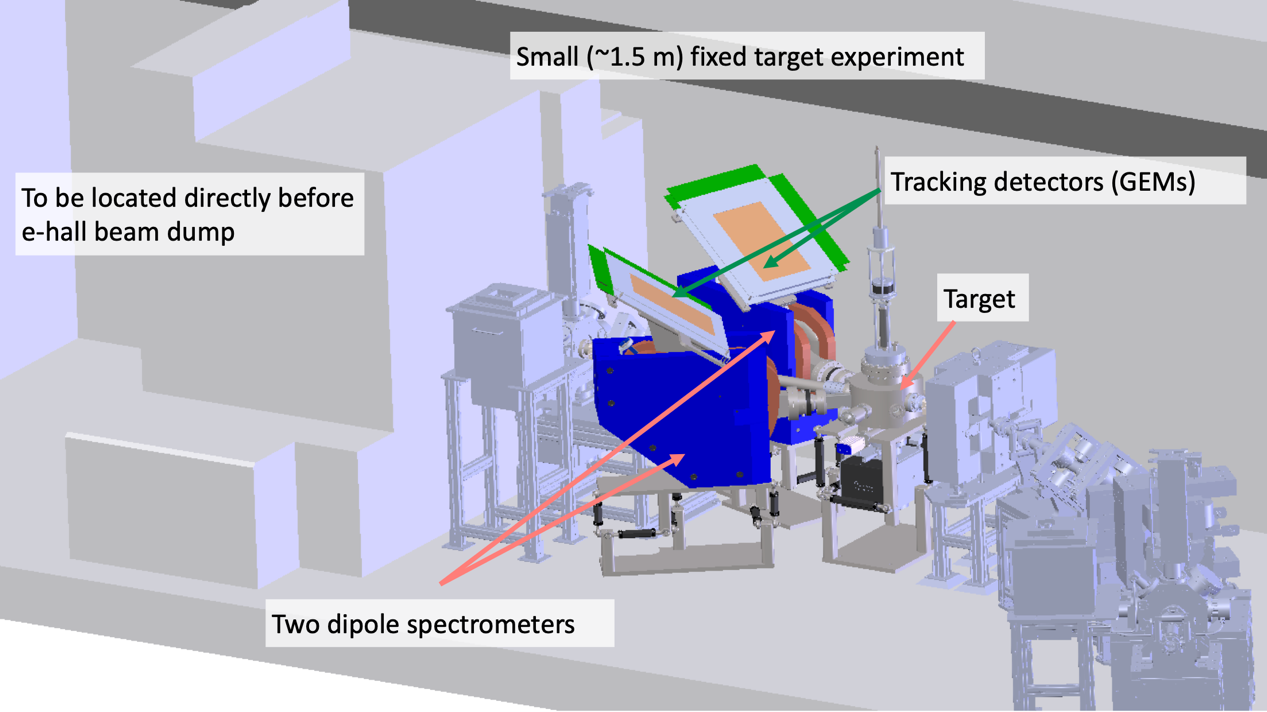 Small (~1.5 m) fixed target experiment
Tracking detectors (GEMs)
To be located directly before
e-hall beam dump
Target
Two dipole spectrometers